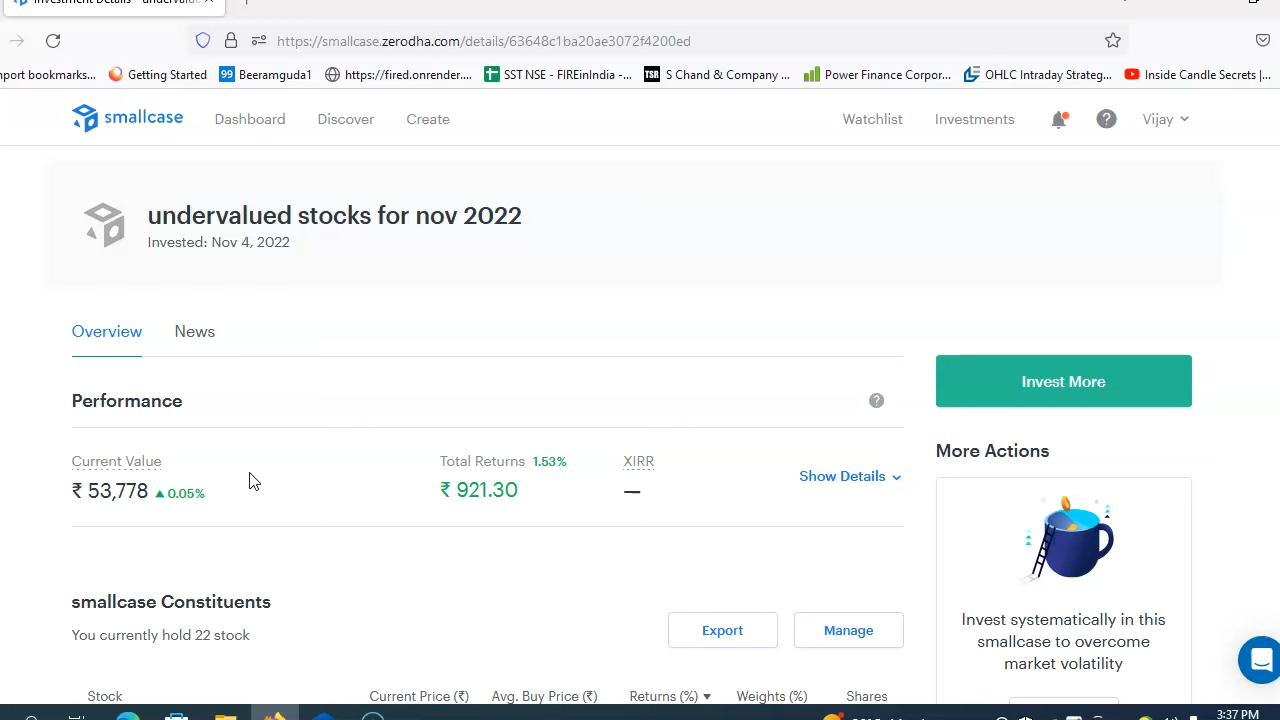 https://smallcase.zerodha.com/details/63648c1ba20ae3072f4200ed
bookmarks... Getting Started Beeramguda1 https://fired.onrender.... SST NSE - FIREinIndia -... S Chand & Company ... Power Finance Corpor... OHLC Intraday Strateg... Inside Candle Secrets |...
smallcase Dashboard Discover Create Watchlist Investments Vijay
undervalued stocks for nov 2022
Invested: Nov 4, 2022
Overview News
Invest More
Performance ?
More Actions
Current Value Total Returns 1.53% XIRR
Show Details
₹ 53,778 ▲ 0.05% ₹ 921.30 —
smallcase Constituents
You currently hold 22 stock
Export Manage
Invest systematically in this
smallcase to overcome
market volatility
Stock Current Price (₹) Avg. Buy Price (₹) Returns (%) ▼ Weights (%) Shares
3:37 PM